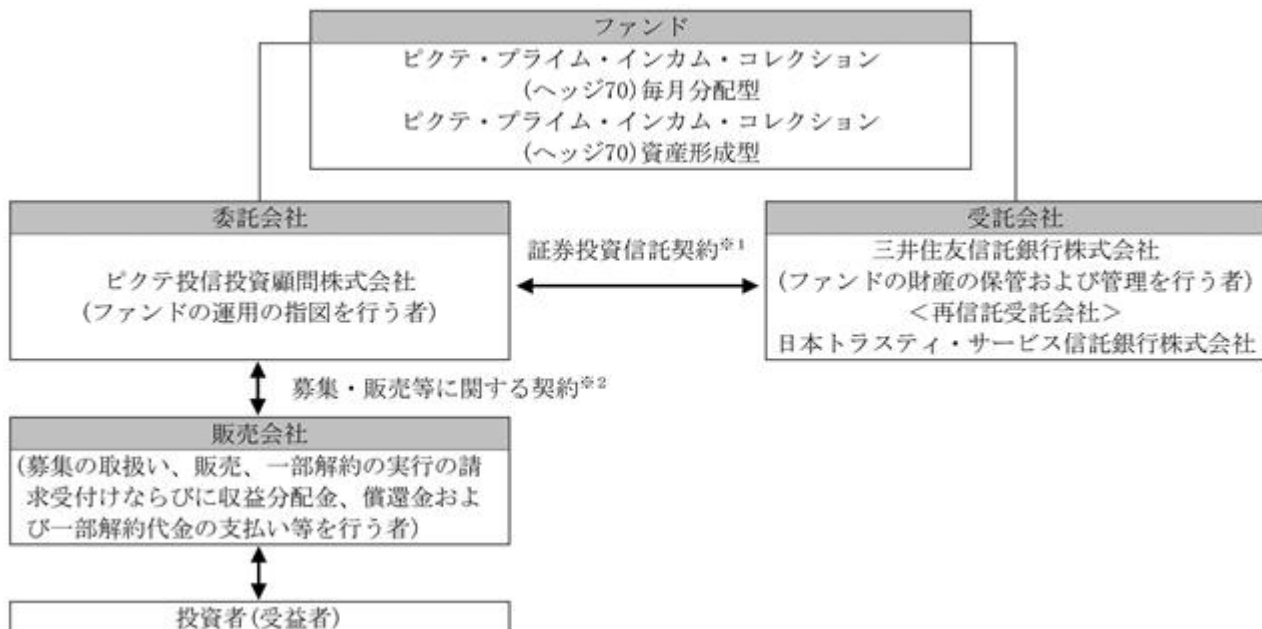 ファンド
ピクテ・プライム・インカム・コレクション
(ヘッジ70)毎月分配型
ピクテ・プライム・インカム・コレクション
(ヘッジ70)資産形成型
委託会社
ピクテ投信投資顧問株式会社
(ファンドの運用の指図を行う者)
証券投資信託契約※1
受託会社
三井住友信託銀行株式会社
(ファンドの財産の保管および管理を行う者)
＜再信託受託会社＞
日本トラスティ・サービス信託銀行株式会社
募集・販売等に関する契約※2
販売会社
(募集の取扱い、販売、一部解約の実行の請
求受付けならびに収益分配金、償還金およ
び一部解約代金の支払い等を行う者)
投資者(受益者)